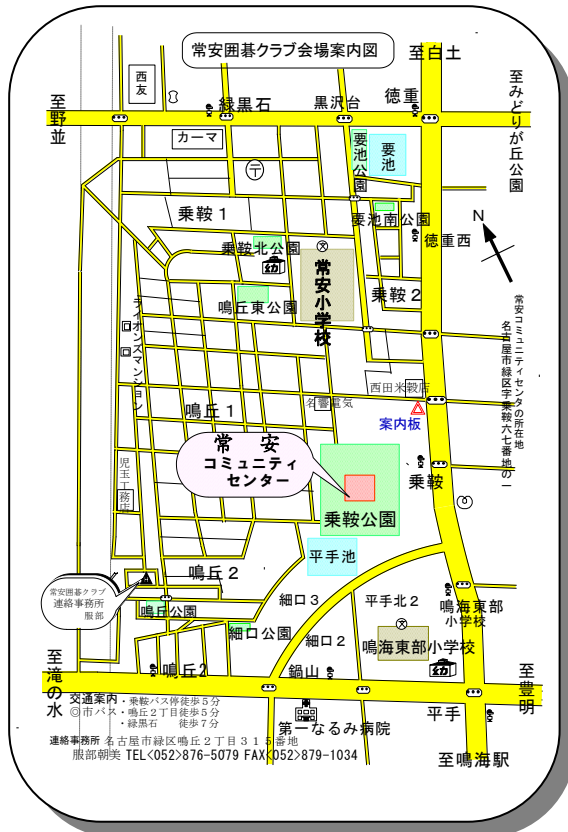 常安囲碁クラブ会場案内図
至白土
西友
至野並
緑黒石
黒沢台
徳重
至みどりが丘公園
カーマ
要池公園
要池
乗鞍1
要池南公園
N
徳重西
乗鞍北公園
幼
常安小学校
乗鞍2
鳴丘東公園
ライオンズマンション
常安コミュニティセンタの所在地
名古屋市緑区字乗鞍六七番地の一
西田米穀店
名響電気
案内板
鳴丘1
常安
コミュニティ
センター
児玉工務店
乗鞍
乗鞍公園
平手池
鳴丘2
常安囲碁クラブ
連絡事務所
服部
鳴丘公園
細口3
平手北2
鳴海東部
小学校
細口公園
細口2
鳴海東部小学校
幼
至滝の水
鳴丘2
鍋山
至豊明
交通案内・乗鞍バス停徒歩5分
◎市バス・鳴丘2丁目徒歩5分
・緑黒石 徒歩7分
第一なるみ病院
平手
連絡事務所 名古屋市緑区鳴丘2丁目315番地
服部朝美 TEL<052>876-5079 FAX<052>879-1034
至鳴海駅